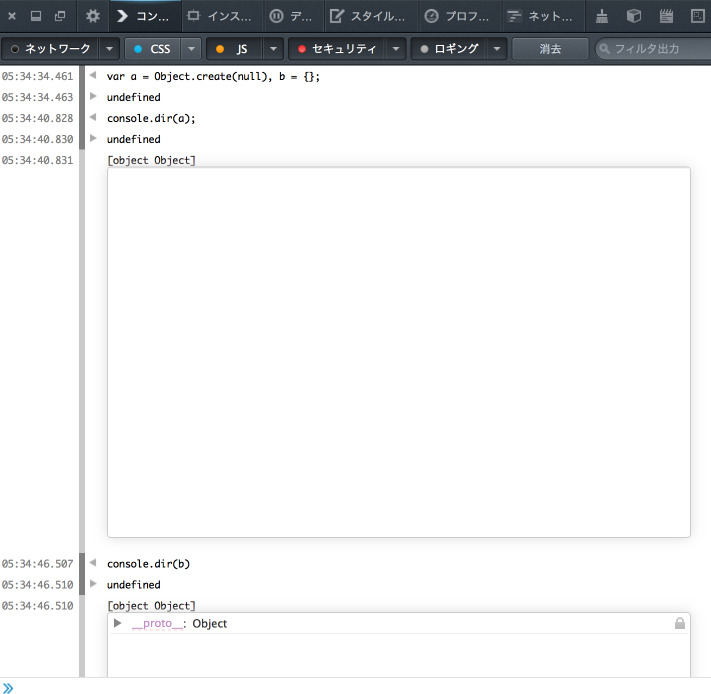 コン... インス... デ... スタイル... プロフ... ネット...
ネットワーク CSS JS セキュリティ ロギング 消去 フィルタ出力
05:34:34.461 var a = Object.create(null), b = {};
05:34:34.463 undefined
05:34:40.828 console.dir(a);
05:34:40.830 undefined
05:34:40.831 [object Object]
05:34:46.507 console.dir(b)
05:34:46.510 undefined
05:34:46.510 [object Object]
__proto__: Object